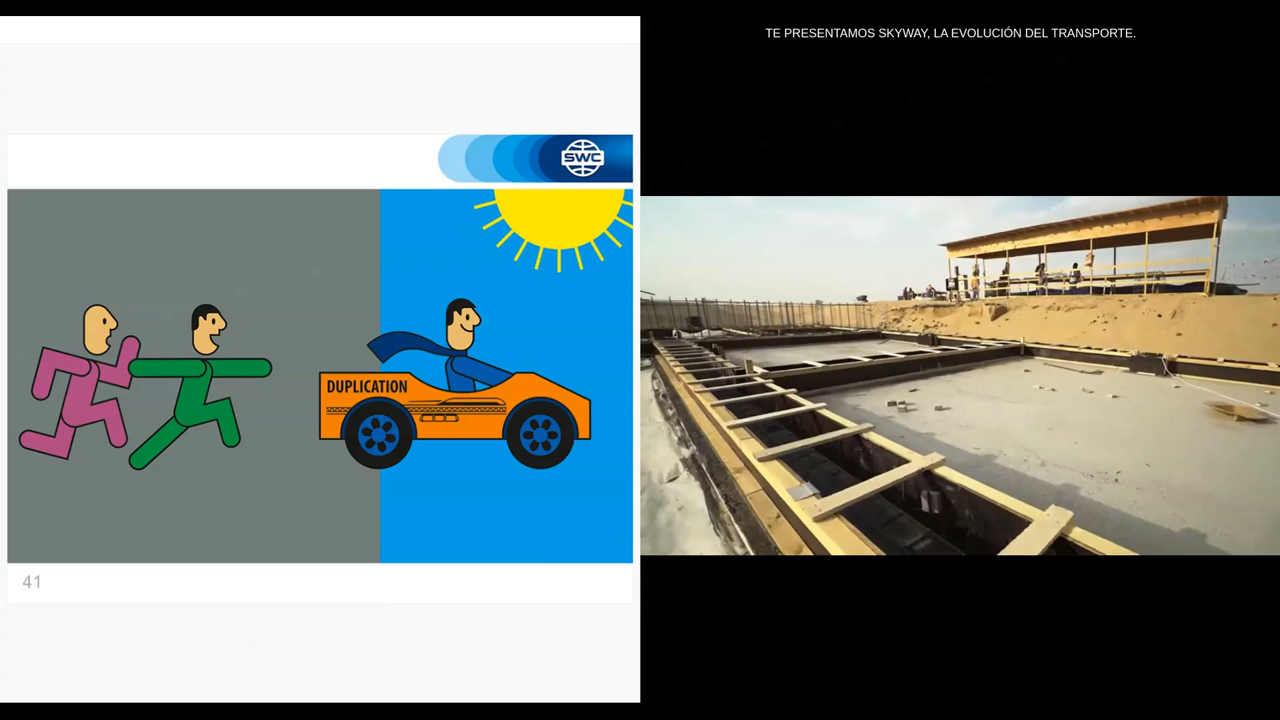 TE PRESENTAMOS SKYWAY, LA EVOLUCIÓN DEL TRANSPORTE.
SWC
DUPLICATION
41